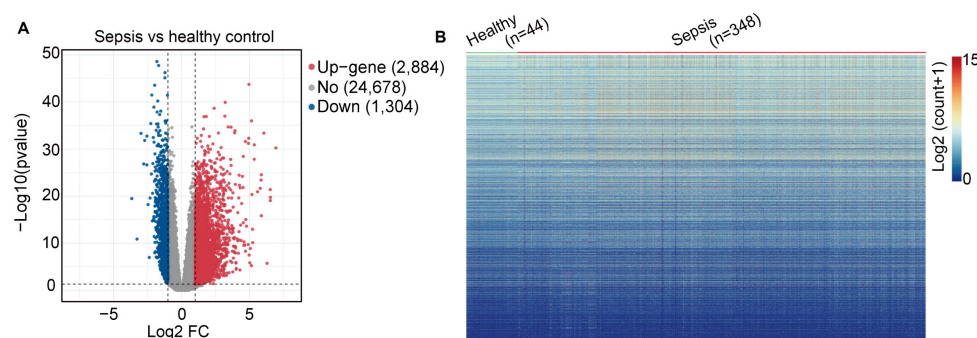 A
Sepsis vs healthy control
50
40
30
20
10
0
−Log10(pvalue)
−5
0
5
Log2 FC
Up-gene (2,884)
No (24,678)
Down (1,304)
B
Healthy
(n=44)
Sepsis
(n=348)
15
0
Log2 (count+1)